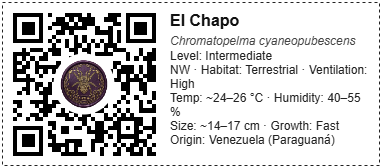 El Chapo
Chromatopelma cyaneopubescens
Level: Intermediate
NW · Habitat: Terrestrial · Ventilation:
High
Temp: ~24–26 °C · Humidity: 40–55
%
Size: ~14–17 cm · Growth: Fast
Origin: Venezuela (Paraguaná)